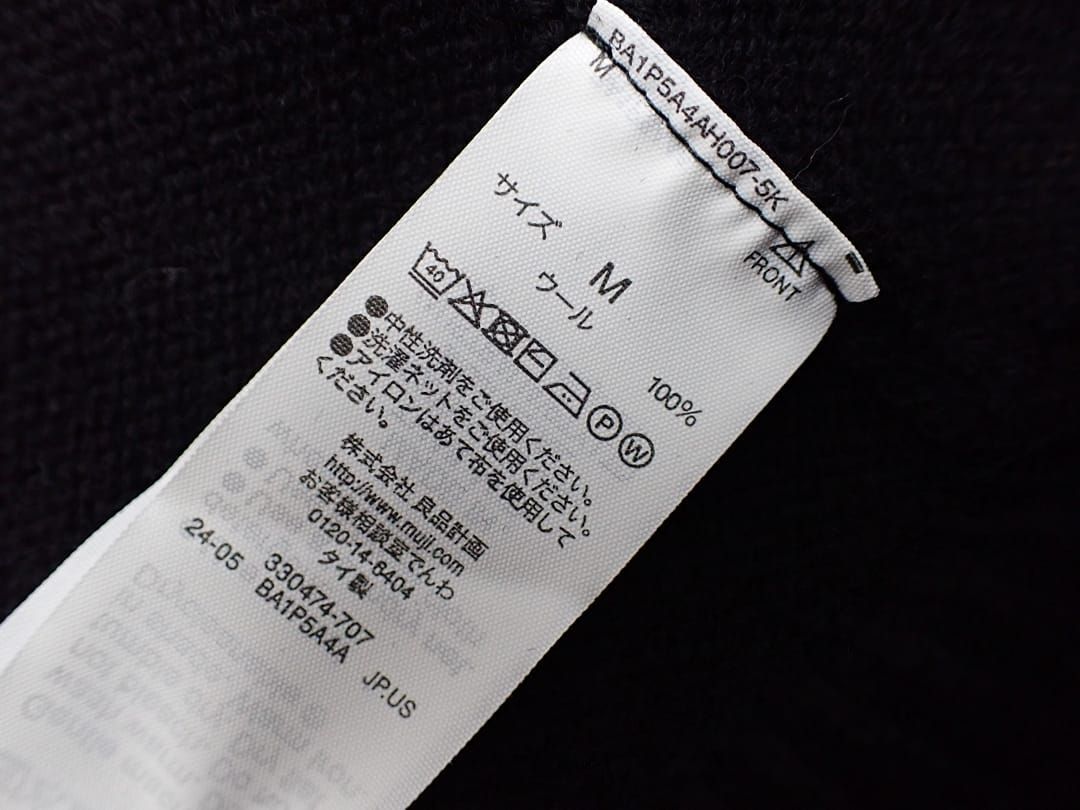 BA1P5A4AH007-5K
M
FRONT
サイズ
M
ウール 100%
40
P W
●中性洗剤をご使用ください。
●洗濯ネットをご使用ください。
●アイロンはあて布を使用して
ください。
株式会社 良品計画
http://www.muji.com
お客様相談室でんわ
0120-14-6404
タイ製
330474-707
24-05 BA1P5A4A JP.US